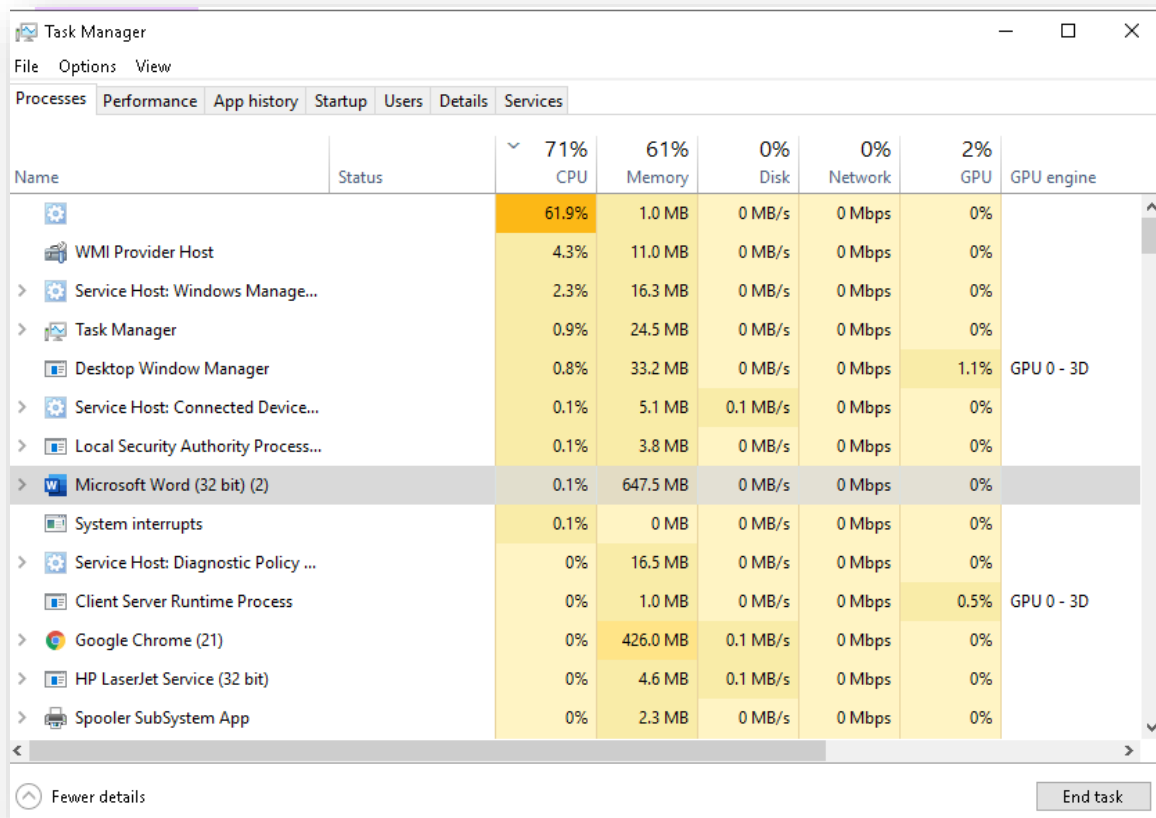 Task Manager
File Options View
Processes Performance App history Startup Users Details Services
71% 61% 0% 0% 2%
Name Status CPU Memory Disk Network GPU GPU engine
61.9% 1.0 MB 0 MB/s 0 Mbps 0%
WMI Provider Host 4.3% 11.0 MB 0 MB/s 0 Mbps 0%
Service Host: Windows Manage... 2.3% 16.3 MB 0 MB/s 0 Mbps 0%
Task Manager 0.9% 24.5 MB 0 MB/s 0 Mbps 0%
Desktop Window Manager 0.8% 33.2 MB 0 MB/s 0 Mbps 1.1% GPU 0 - 3D
Service Host: Connected Device... 0.1% 5.1 MB 0.1 MB/s 0 Mbps 0%
Local Security Authority Process... 0.1% 3.8 MB 0 MB/s 0 Mbps 0%
Microsoft Word (32 bit) (2) 0.1% 647.5 MB 0 MB/s 0 Mbps 0%
System interrupts 0.1% 0 MB 0 MB/s 0 Mbps 0%
Service Host: Diagnostic Policy ... 0% 16.5 MB 0 MB/s 0 Mbps 0%
Client Server Runtime Process 0% 1.0 MB 0 MB/s 0 Mbps 0.5% GPU 0 - 3D
Google Chrome (21) 0% 426.0 MB 0.1 MB/s 0 Mbps 0%
HP LaserJet Service (32 bit) 0% 4.6 MB 0.1 MB/s 0 Mbps 0%
Spooler SubSystem App 0% 2.3 MB 0 MB/s 0 Mbps 0%
Fewer details End task